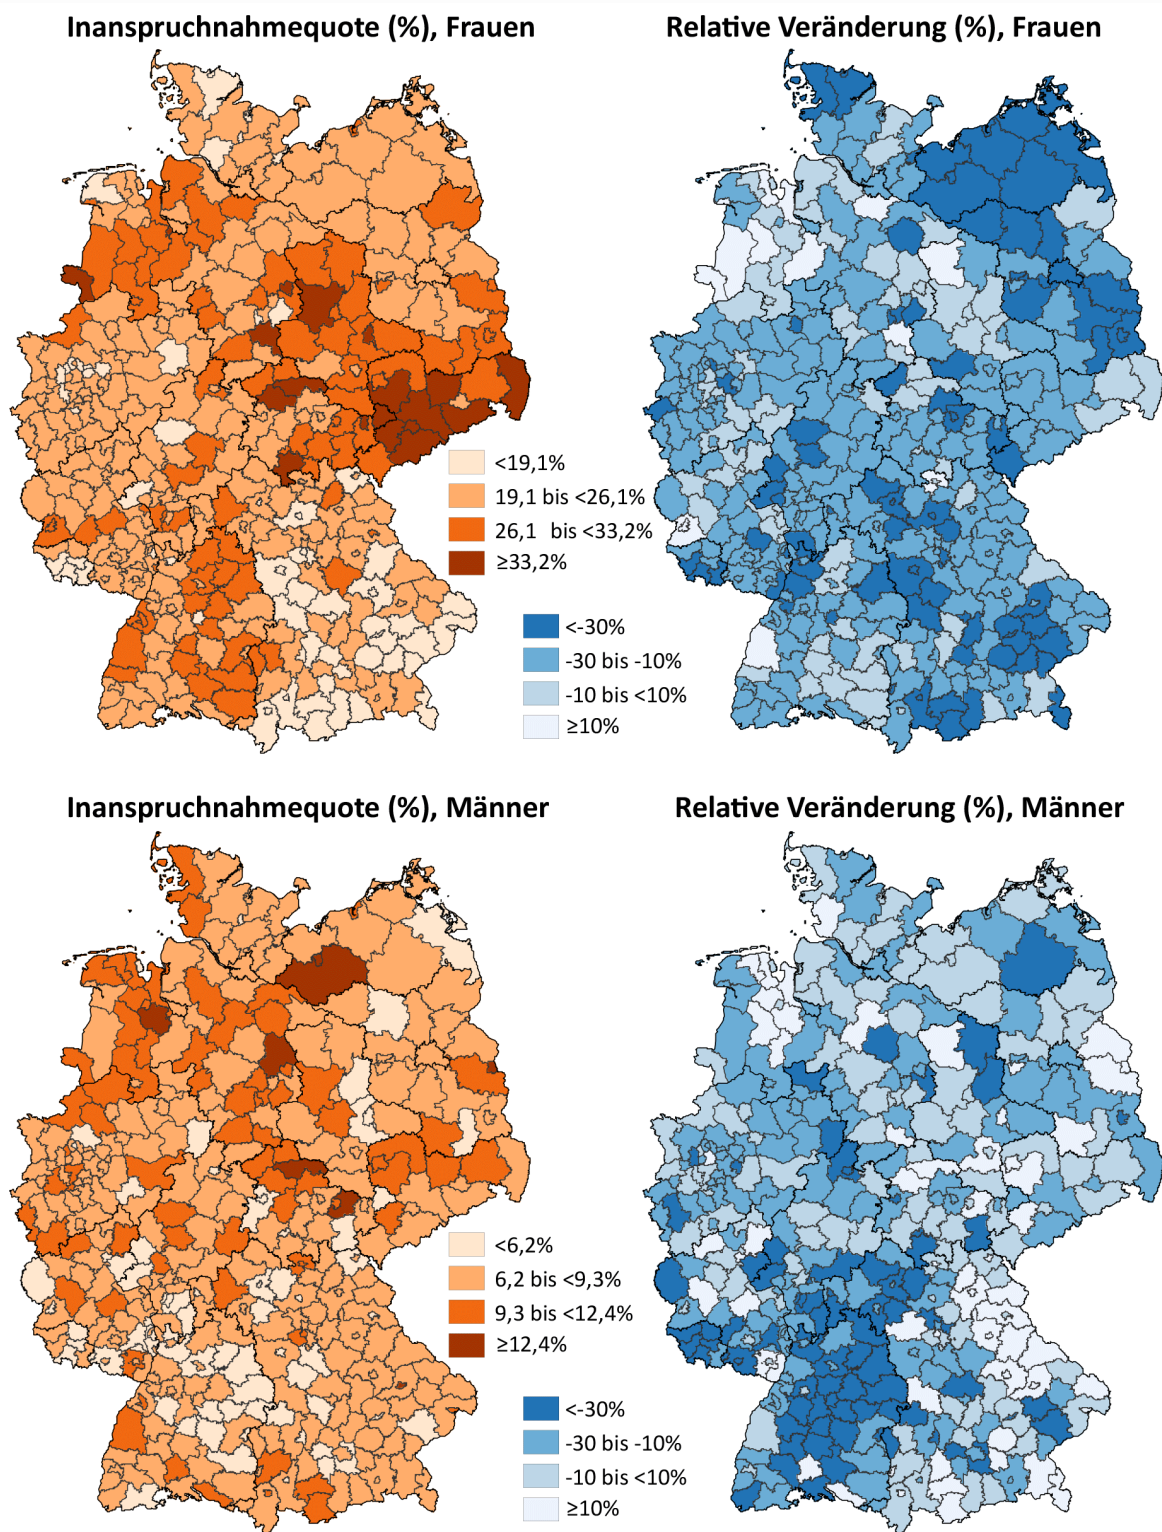 Inanspruchnahmequote (%), Frauen
Relative Veränderung (%), Frauen
<19,1%
19,1 bis <26,1%
26,1 bis <33,2%
≥33,2%
<-30%
-30 bis -10%
-10 bis <10%
≥10%
Inanspruchnahmequote (%), Männer
Relative Veränderung (%), Männer
<6,2%
6,2 bis <9,3%
9,3 bis <12,4%
≥12,4%
<-30%
-30 bis -10%
-10 bis <10%
≥10%